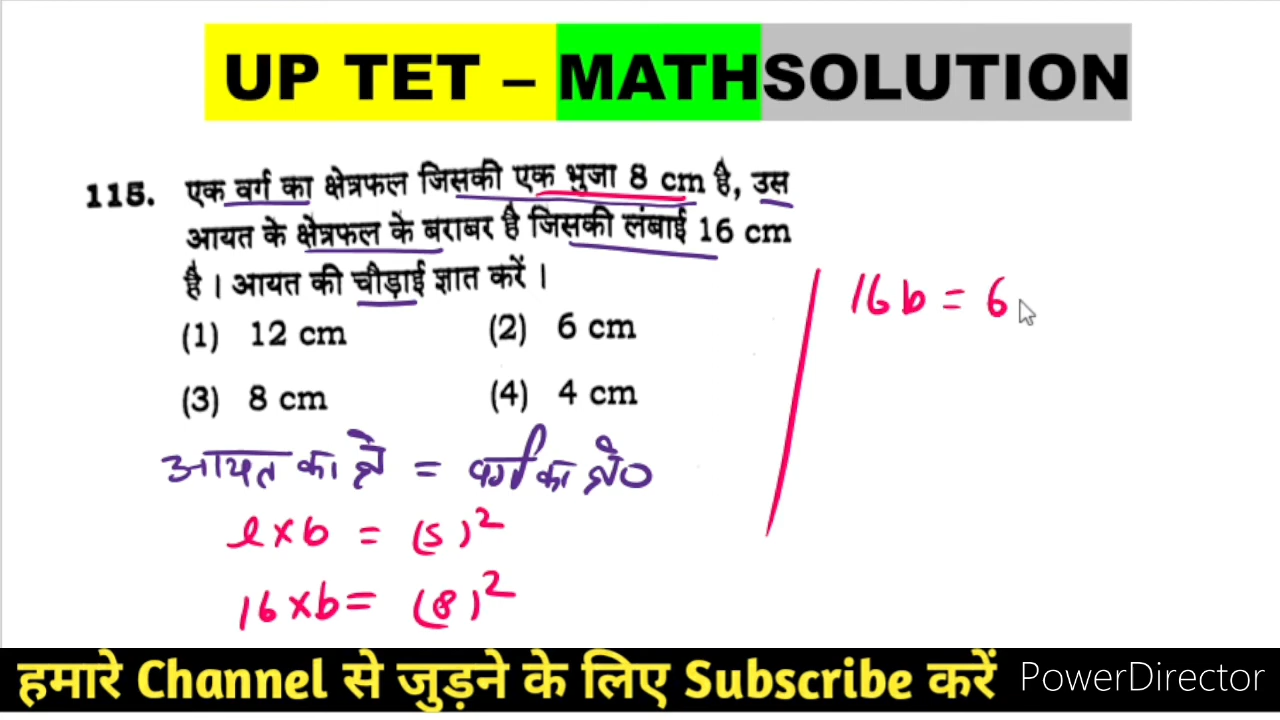 UP TET – MATHSOLUTION
115. एक वर्ग का क्षेत्रफल जिसकी एक भुजा 8 cm है, उस
आयत के क्षेत्रफल के बराबर है जिसकी लंबाई 16 cm
है । आयत की चौड़ाई ज्ञात करें ।
(1) 12 cm (2) 6 cm
(3) 8 cm (4) 4 cm
आयत का क्षे = वर्ग का क्षे०
l x b = (s)²
16 x b = (8)²
16 b = 6
हमारे Channel से जुड़ने के लिए Subscribe करें PowerDirector